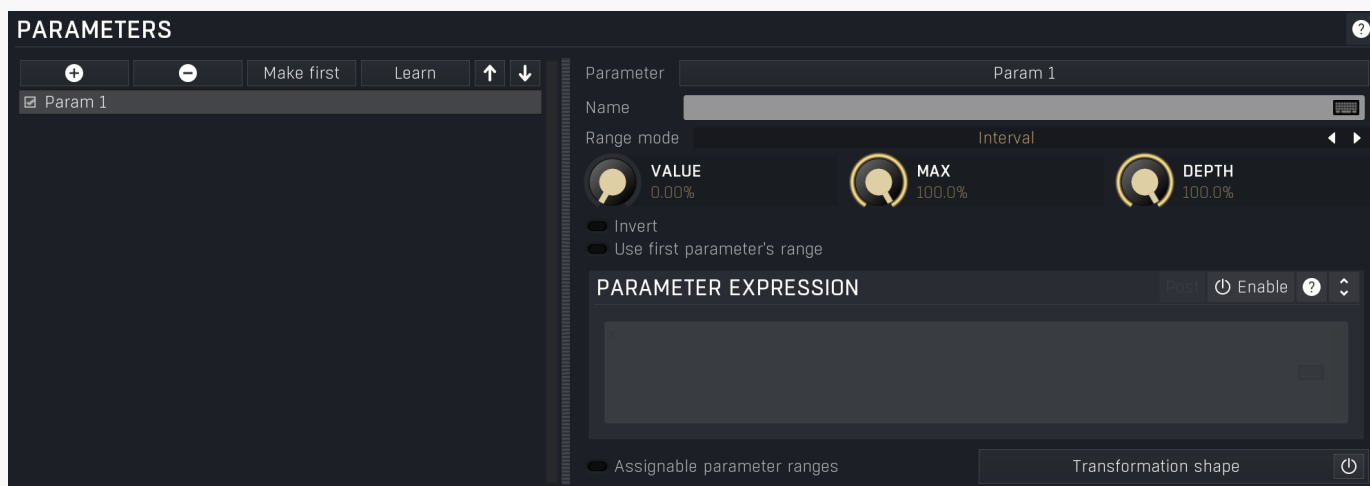 PARAMETERS
?
Make first Learn
Param 1
Parameter Param 1
Name
Range mode Interval
VALUE
0.00%
MAX
100.0%
DEPTH
100.0%
Invert
Use first parameter's range
PARAMETER EXPRESSION Post Enable ?
Assignable parameter ranges Transformation shape